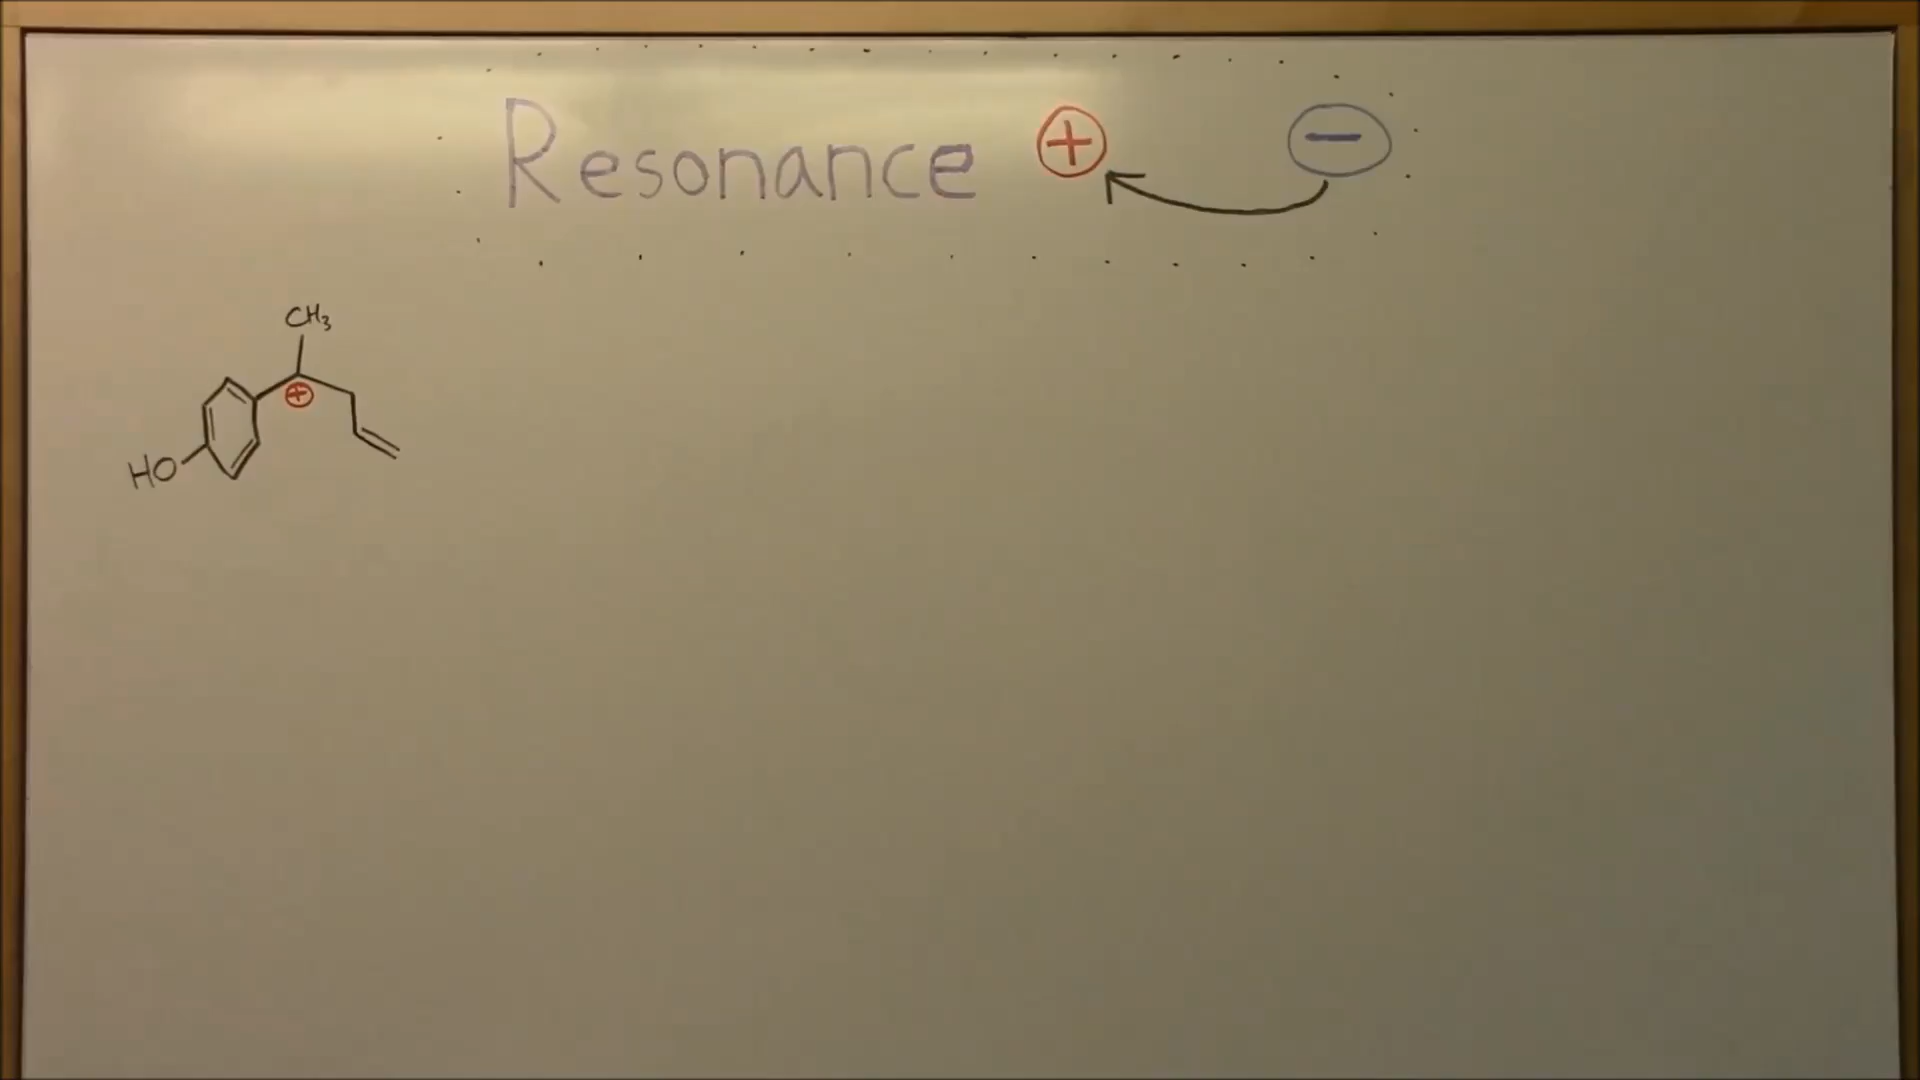 Resonance + −
CH3
+
HO